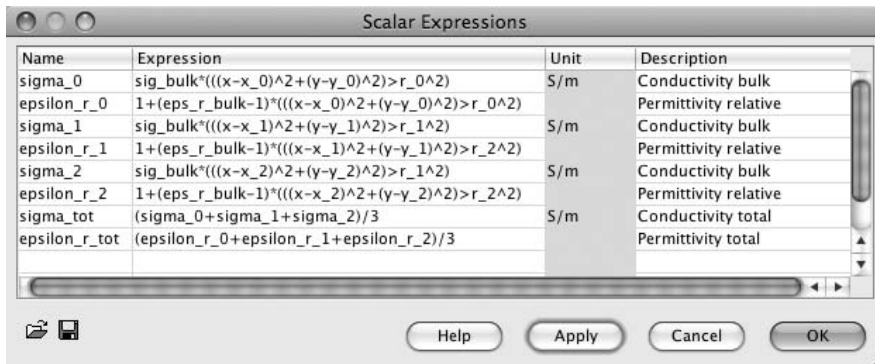 Scalar Expressions
Name Expression Unit Description
sigma_0 sig_bulk*(((x-x_0)^2+(y-y_0)^2)>r_0^2) S/m Conductivity bulk
epsilon_r_0 1+(eps_r_bulk-1)*(((x-x_0)^2+(y-y_0)^2)>r_0^2) Permittivity relative
sigma_1 sig_bulk*(((x-x_1)^2+(y-y_1)^2)>r_1^2) S/m Conductivity bulk
epsilon_r_1 1+(eps_r_bulk-1)*(((x-x_1)^2+(y-y_1)^2)>r_2^2) Permittivity relative
sigma_2 sig_bulk*(((x-x_2)^2+(y-y_2)^2)>r_1^2) S/m Conductivity bulk
epsilon_r_2 1+(eps_r_bulk-1)*(((x-x_2)^2+(y-y_2)^2)>r_2^2) Permittivity relative
sigma_tot (sigma_0+sigma_1+sigma_2)/3 S/m Conductivity total
epsilon_r_tot (epsilon_r_0+epsilon_r_1+epsilon_r_2)/3 Permittivity total
Help Apply Cancel OK